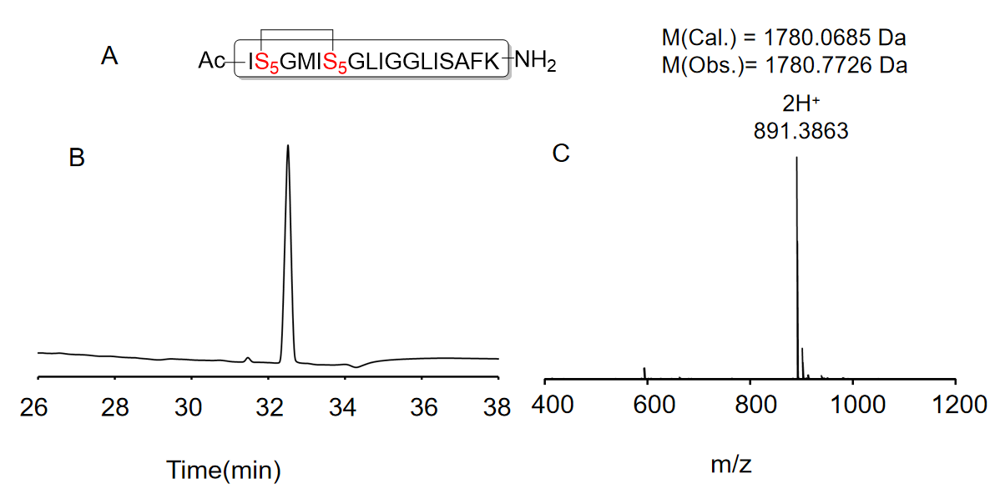 A
Ac IS5GMIS5GLIGGLISAFK NH2
M(Cal.) = 1780.0685 Da
M(Obs.)= 1780.7726 Da
2H+
891.3863
B
C
26 28 30 32 34 36 38
Time(min)
400 600 800 1000 1200
m/z